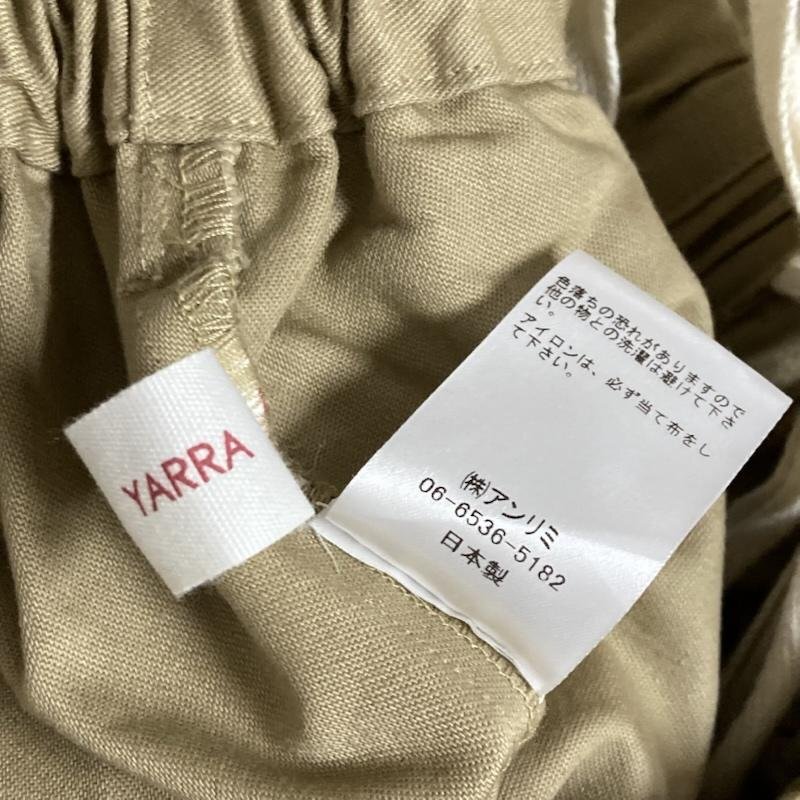 YARRA
色落ちの恐れがありますので
他の物との洗濯は避けて下さ
い。
アイロンは、必ず当て布をし
て下さい。
㈱アンリミ
06-6536-5182
日本製